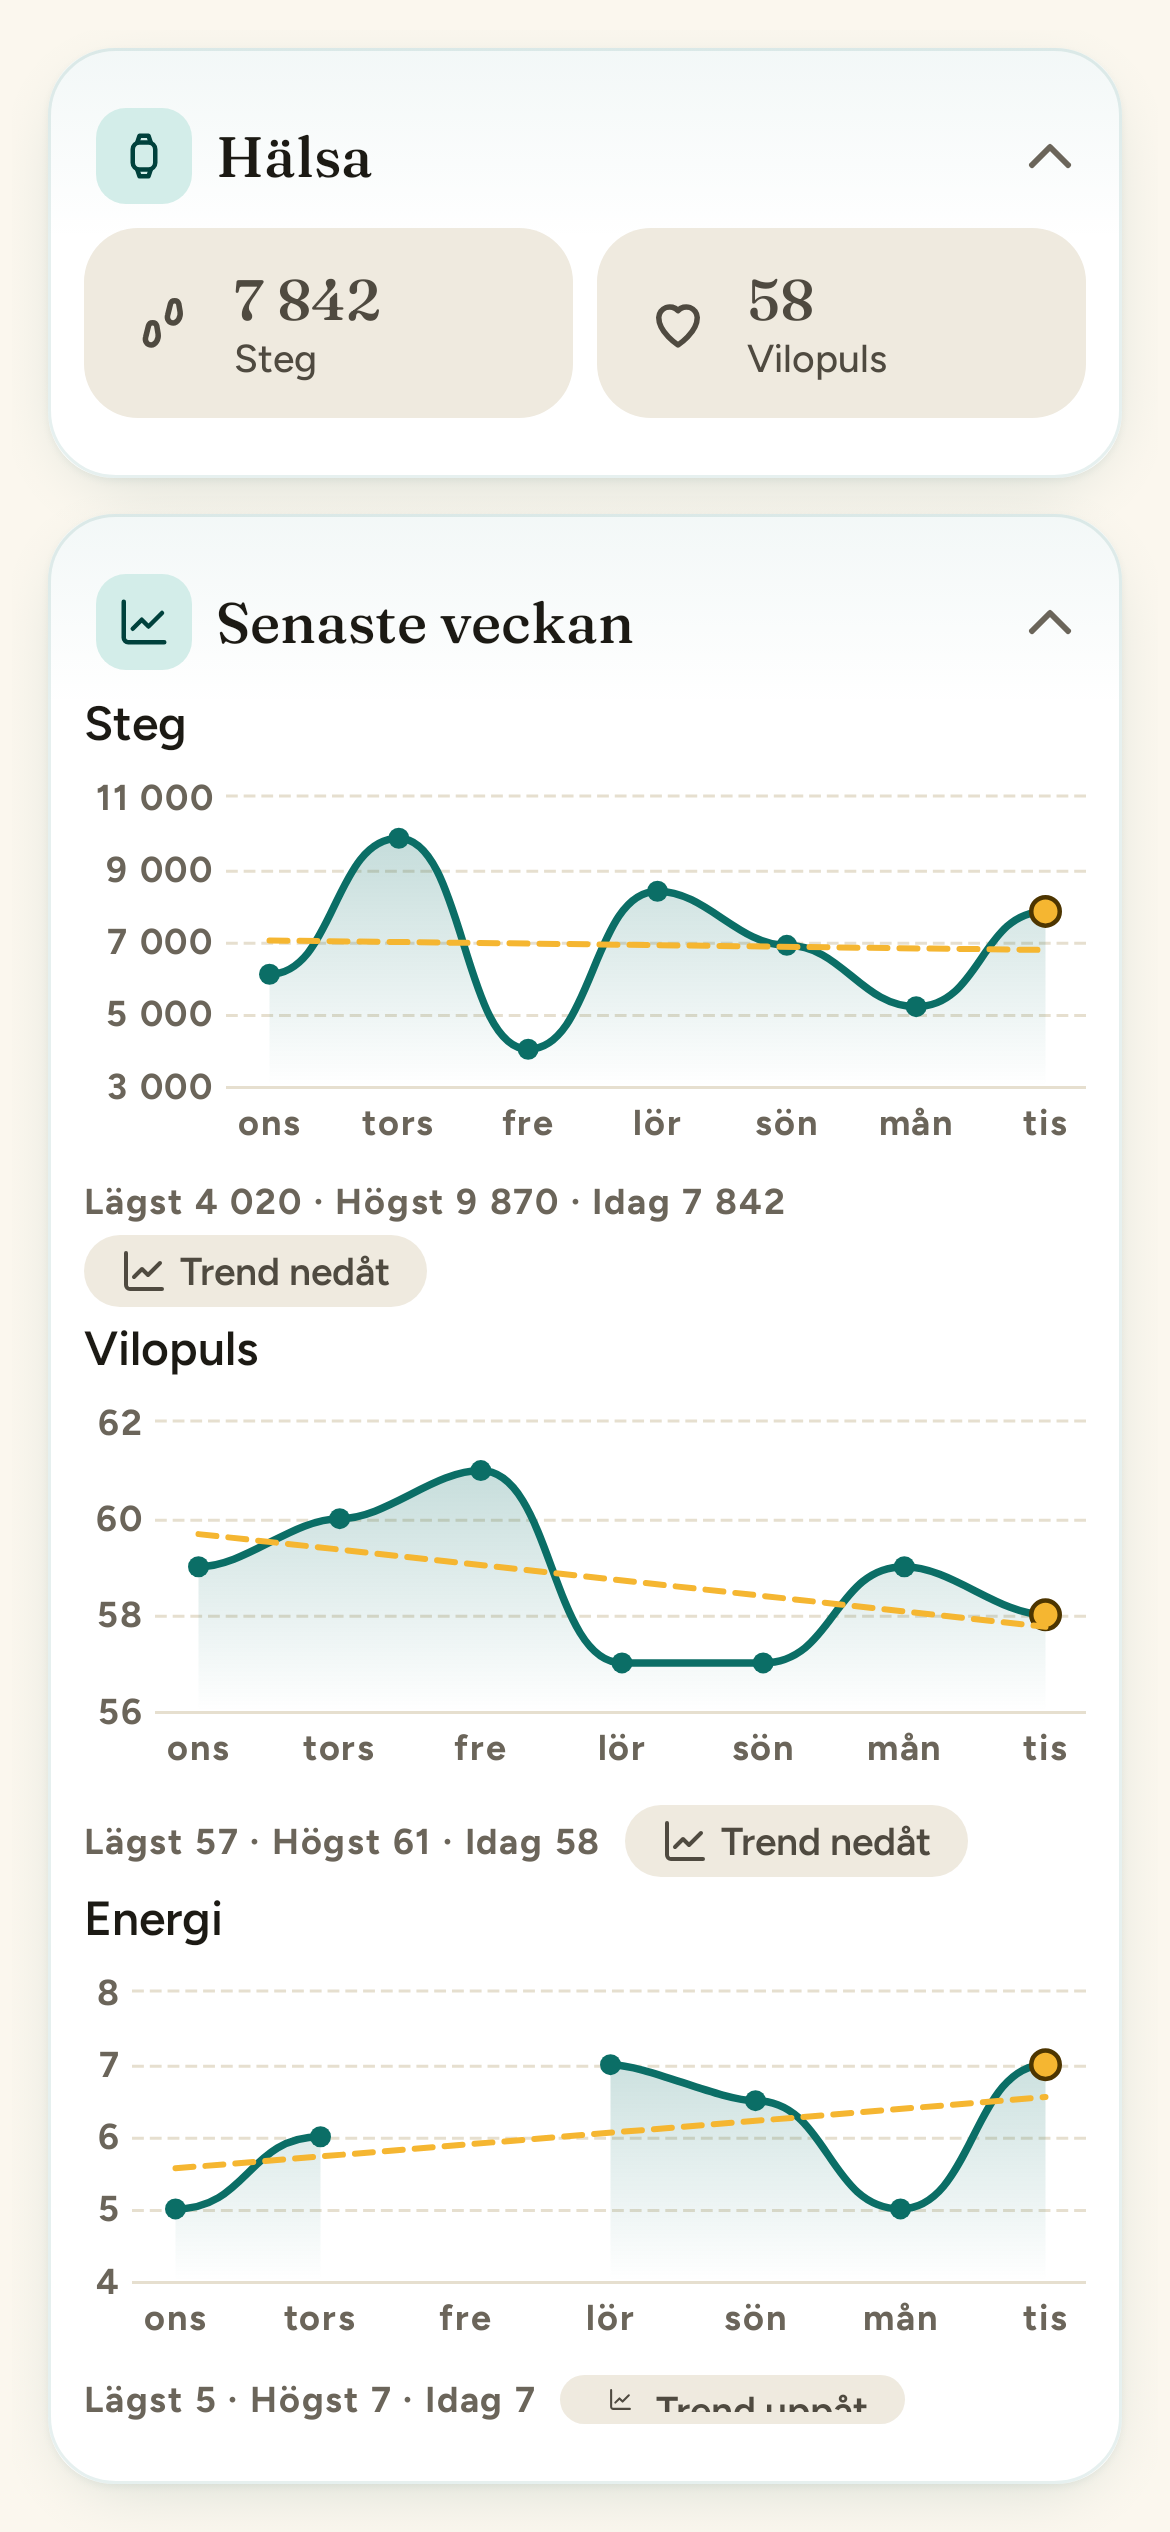 Hälsa
7 842
Steg
58
Vilopuls
Senaste veckan
Steg
11 000
9 000
7 000
5 000
3 000
ons tors fre lör sön mån tis
Lägst 4 020 · Högst 9 870 · Idag 7 842
Trend nedåt
Vilopuls
62
60
58
56
ons tors fre lör sön mån tis
Lägst 57 · Högst 61 · Idag 58 Trend nedåt
Energi
8
7
6
5
4
ons tors fre lör sön mån tis
Lägst 5 · Högst 7 · Idag 7 Trend uppåt